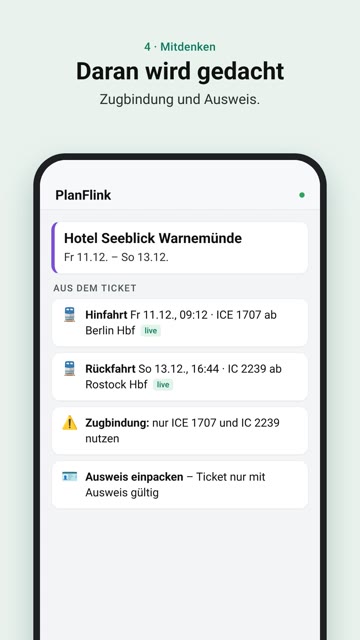 4 · Mitdenken
Daran wird gedacht
Zugbindung und Ausweis.
PlanFlink
Hotel Seeblick Warnemünde
Fr 11.12. – So 13.12.
AUS DEM TICKET
Hinfahrt Fr 11.12., 09:12 · ICE 1707 ab
Berlin Hbf live
Rückfahrt So 13.12., 16:44 · IC 2239 ab
Rostock Hbf live
Zugbindung: nur ICE 1707 und IC 2239
nutzen
Ausweis einpacken – Ticket nur mit
Ausweis gültig